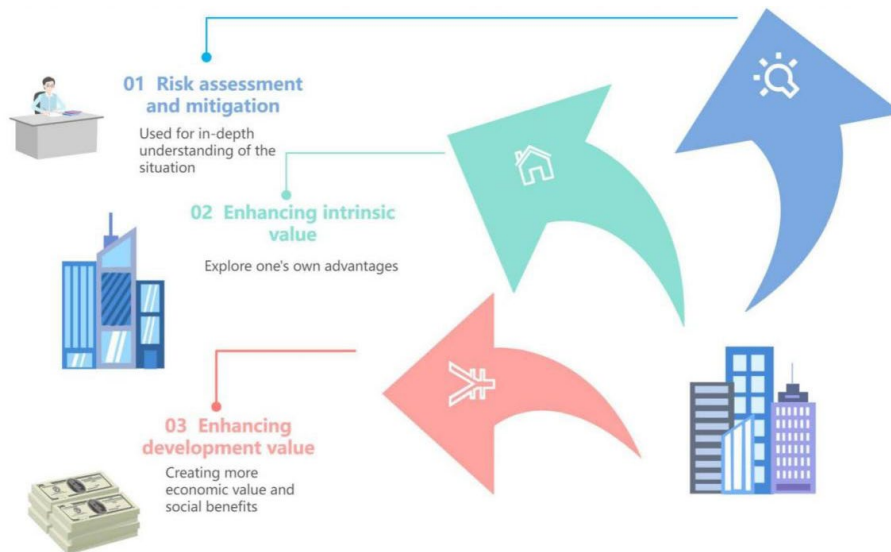 01 Risk assessment
and mitigation
Used for in-depth
understanding of the
situation
02 Enhancing intrinsic
value
Explore one's own advantages
03 Enhancing
development value
Creating more
economic value and
social benefits
¥